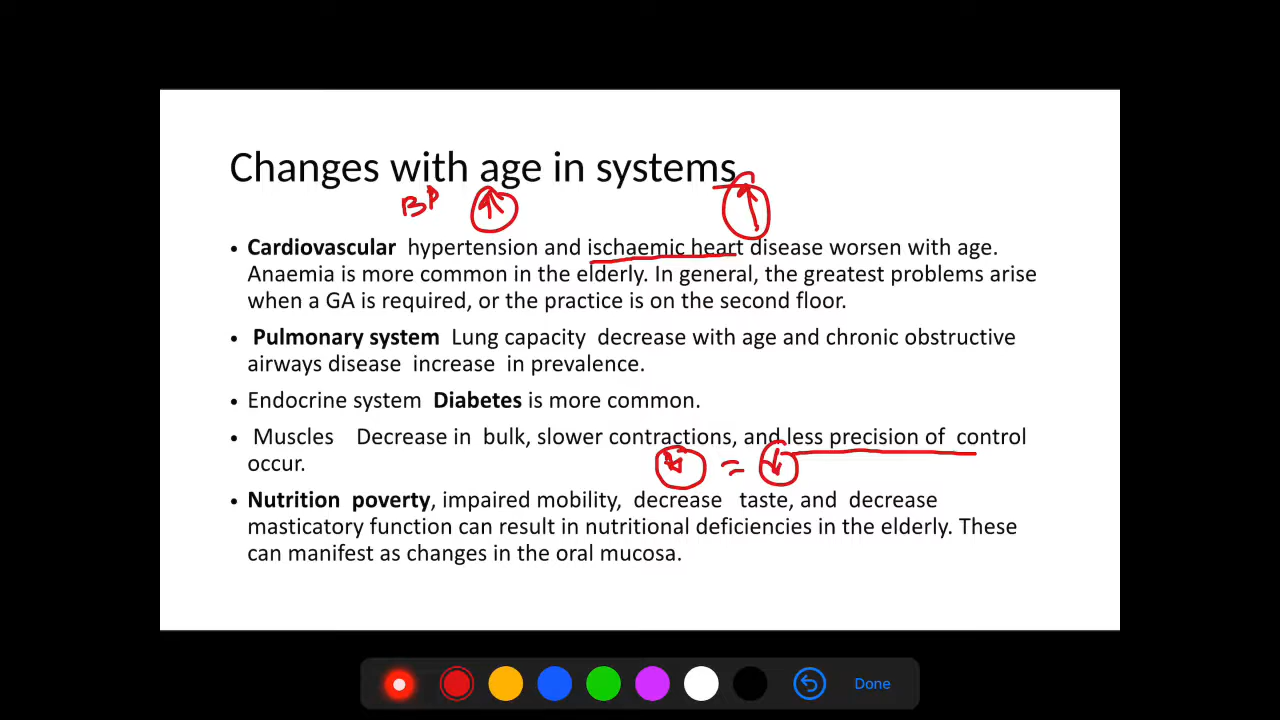 Changes with age in systems
BP
• Cardiovascular hypertension and ischaemic heart disease worsen with age.
Anaemia is more common in the elderly. In general, the greatest problems arise
when a GA is required, or the practice is on the second floor.
• Pulmonary system Lung capacity decrease with age and chronic obstructive
airways disease increase in prevalence.
• Endocrine system Diabetes is more common.
• Muscles Decrease in bulk, slower contractions, and less precision of control
occur.
=
• Nutrition poverty, impaired mobility, decrease taste, and decrease
masticatory function can result in nutritional deficiencies in the elderly. These
can manifest as changes in the oral mucosa.
Done